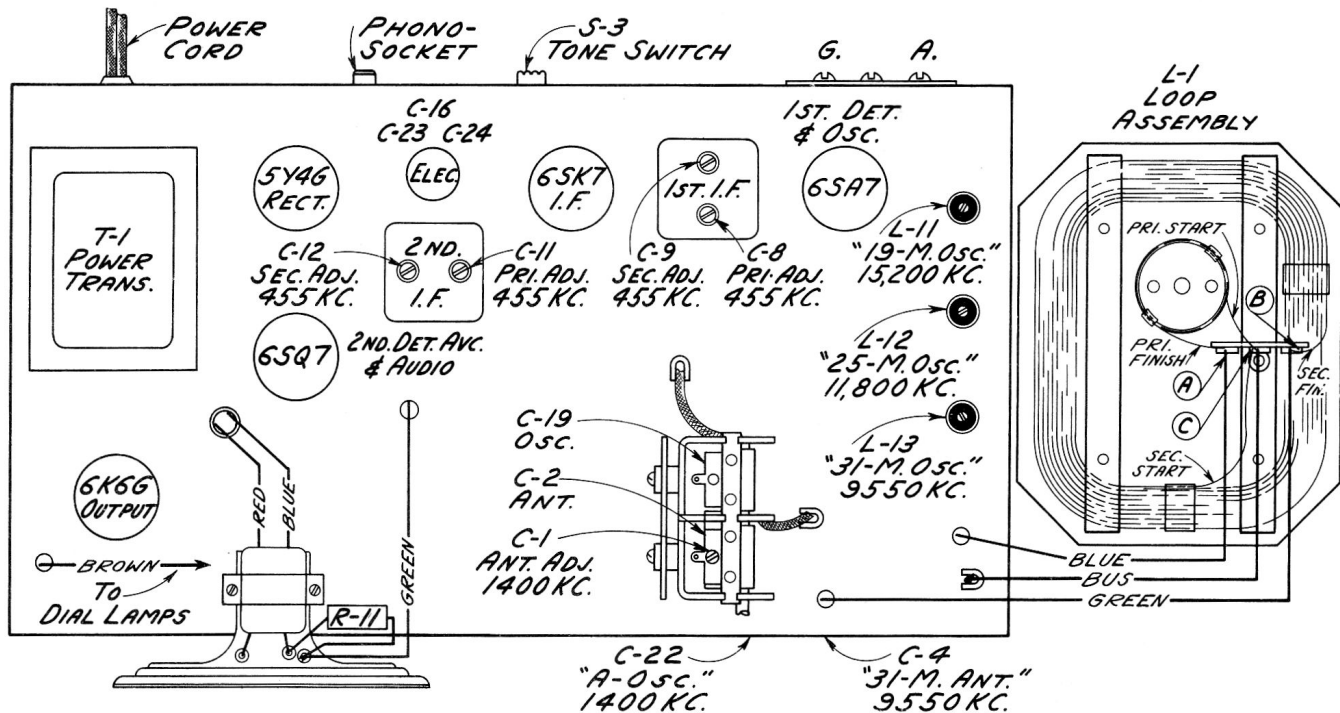 POWER
CORD
PHONO-
SOCKET
S-3
TONE SWITCH
G. A.
L-1
LOOP
ASSEMBLY
C-16
C-23 C-24
ELEC.
1ST. DET.
& OSC.
T-1
POWER
TRANS.
5Y4G
RECT.
6SK7
I.F.
1ST. I.F.
6SA7
C-12
SEC. ADJ.
455 KC.
2ND.
I.F.
C-11
PRI. ADJ.
455 KC.
C-9
SEC. ADJ.
455 KC.
C-8
PRI. ADJ.
455 KC.
L-11
"19-M. OSC."
15,200 KC.
6SQ7
2ND. DET. AVC.
& AUDIO
L-12
"25-M. OSC."
11,800 KC.
L-13
"31-M. OSC."
9550 KC.
PRI. START
B
PRI.
FINISH
A
C
SEC.
FIN.
SEC.
START
C-19
OSC.
C-2
ANT.
C-1
ANT. ADJ.
1400 KC.
6K6G
OUTPUT
RED
BLUE
GREEN
BROWN
TO
DIAL LAMPS
R-11
BLUE
BUS
GREEN
C-22
"A-OSC."
1400 KC.
C-4
"31-M. ANT."
9550 KC.